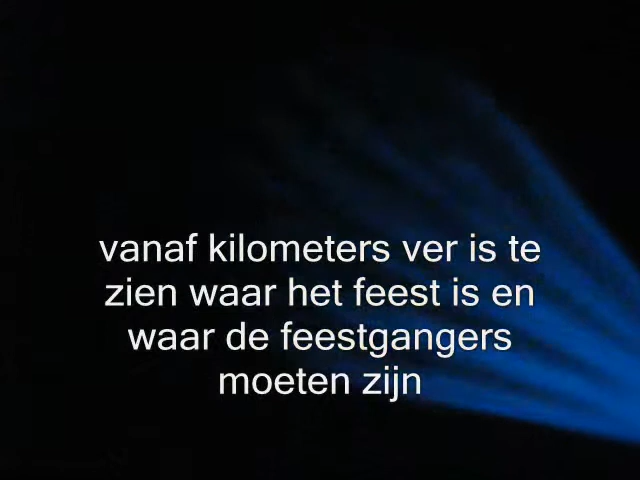 vanaf kilometers ver is te
zien waar het feest is en
waar de feestgangers
moeten zijn